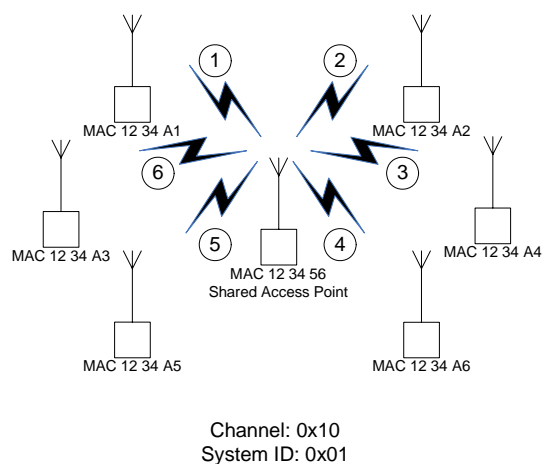 1
2
MAC 12 34 A1
MAC 12 34 A2
6
3
MAC 12 34 A3
5
4
MAC 12 34 A4
MAC 12 34 56
Shared Access Point
MAC 12 34 A5
MAC 12 34 A6
Channel: 0x10
System ID: 0x01